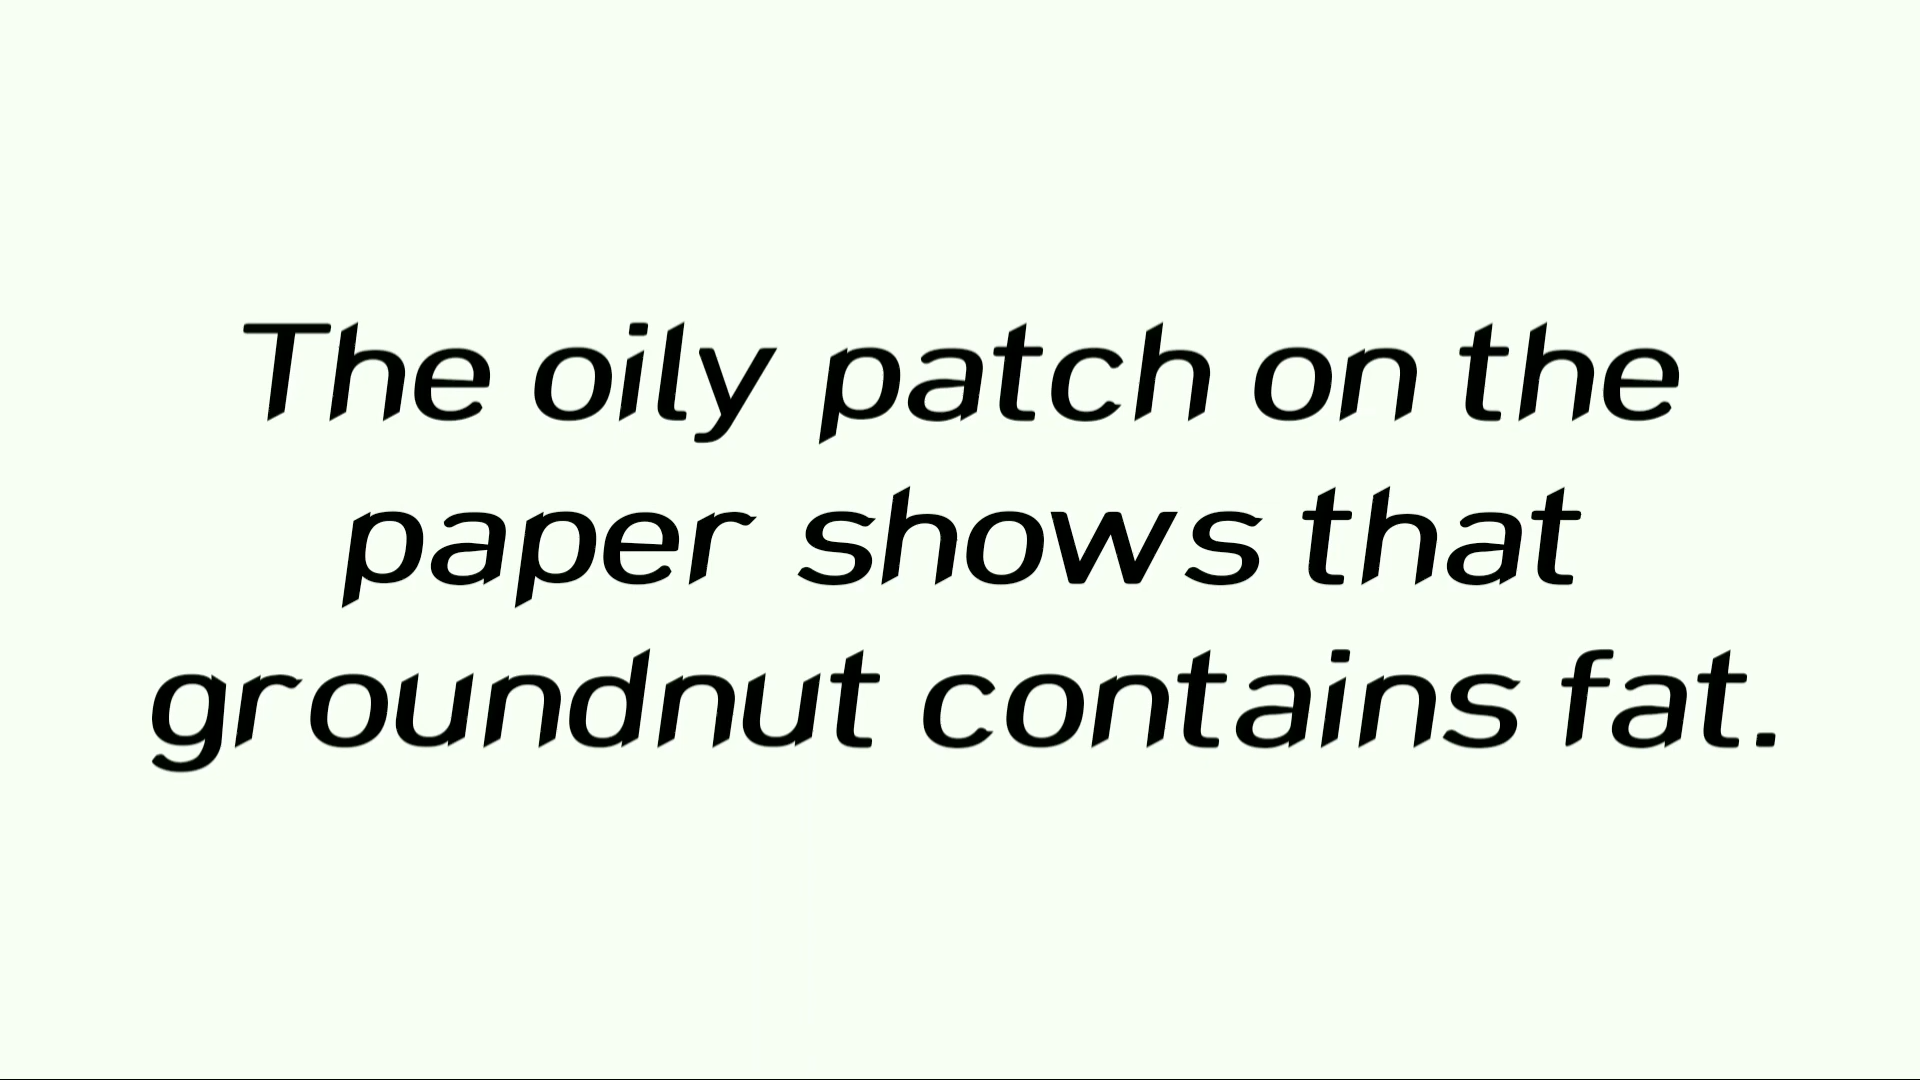 The oily patch on the
paper shows that
groundnut contains fat.